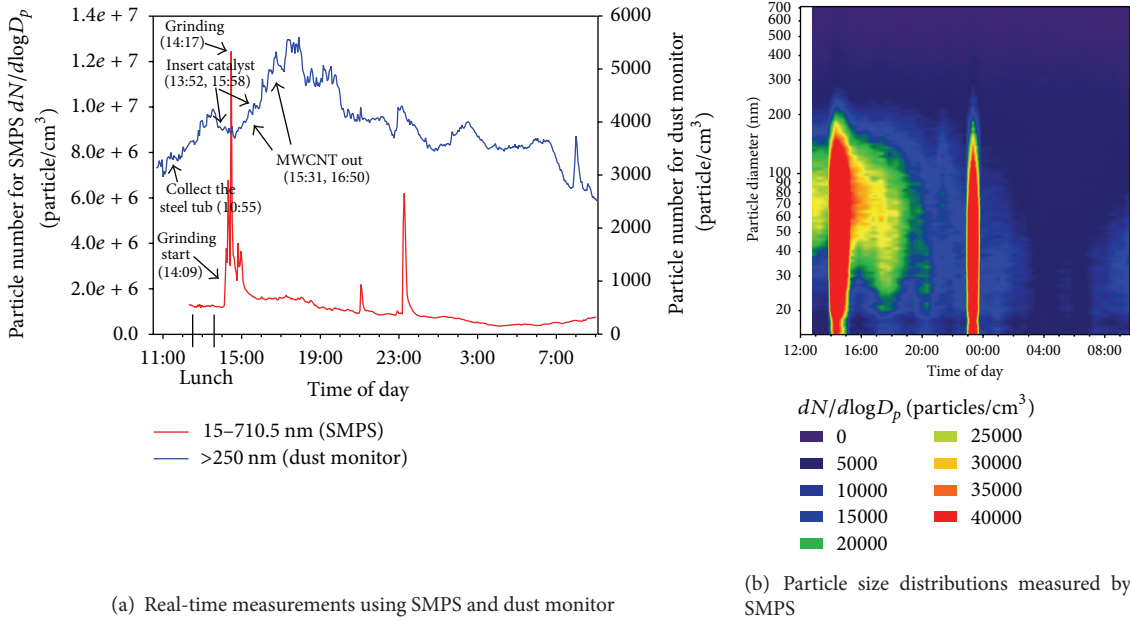 Particle number for SMPS dN/dlogDp
(particle/cm3)
1.4e + 7
1.2e + 7
1.0e + 7
8.0e + 6
6.0e + 6
4.0e + 6
2.0e + 6
0.0
Grinding
(14:17)
Insert catalyst
(13:52, 15:58)
MWCNT out
(15:31, 16:50)
Collect the
steel tub (10:55)
Grinding
start
(14:09)
6000
5000
4000
3000
2000
1000
0
Particle number for dust monitor
(particle/cm3)
11:00 15:00 19:00 23:00 3:00 7:00
Lunch
Time of day
15–710.5 nm (SMPS)
>250 nm (dust monitor)
(a) Real-time measurements using SMPS and dust monitor
Particle diameter (nm)
700
600
500
400
300
200
100
90
80
70
60
50
40
30
20
12:00 16:00 20:00 00:00 04:00 08:00
Time of day
dN/dlogDp (particles/cm3)
0
5000
10000
15000
20000
25000
30000
35000
40000
(b) Particle size distributions measured by
SMPS